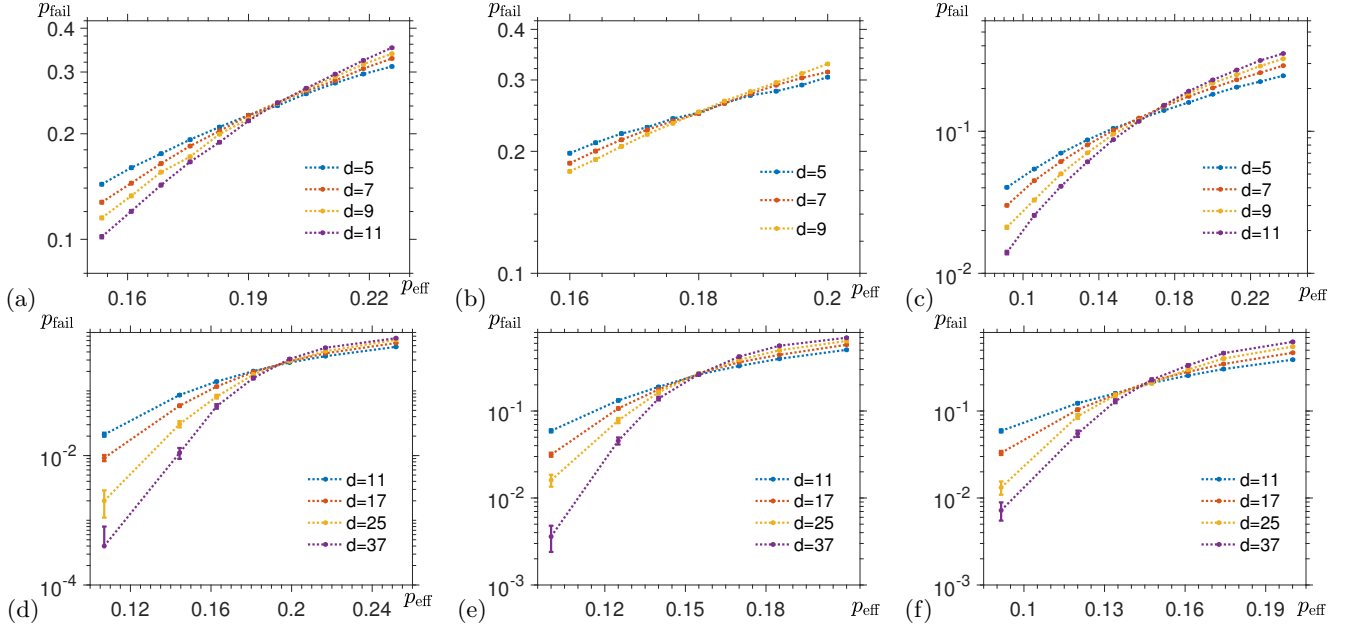 p_fail
0.4
0.3
0.2
0.1
d=5
d=7
d=9
d=11
0.16
0.19
0.22
p_eff
(a)
p_fail
0.4
0.3
0.2
0.1
d=5
d=7
d=9
0.16
0.18
0.2
p_eff
(b)
p_fail
10^-1
10^-2
d=5
d=7
d=9
d=11
0.1
0.14
0.18
0.22
p_eff
(c)
p_fail
10^-2
10^-4
d=11
d=17
d=25
d=37
0.12
0.16
0.2
0.24
p_eff
(d)
p_fail
10^-1
10^-2
10^-3
d=11
d=17
d=25
d=37
0.12
0.15
0.18
p_eff
(e)
p_fail
10^-1
10^-2
10^-3
d=11
d=17
d=25
d=37
0.1
0.13
0.16
0.19
p_eff
(f)